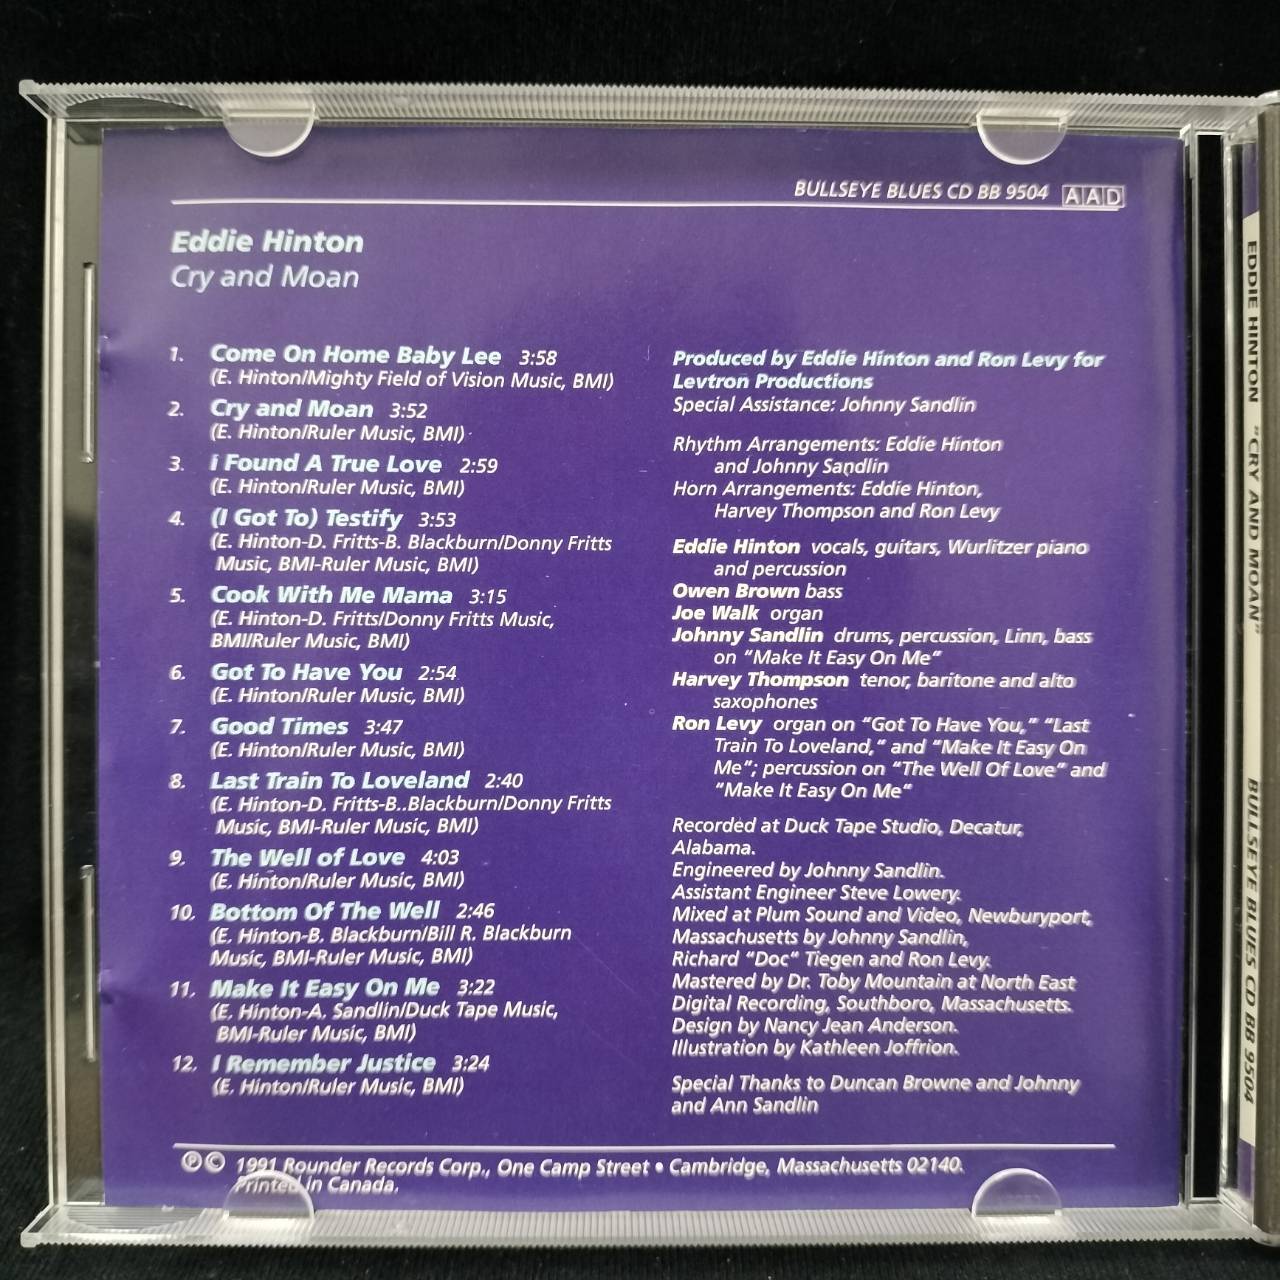 BULLSEYE BLUES CD BB 9504 AAD
Eddie Hinton
Cry and Moan
1. Come On Home Baby Lee 3:58
(E. Hinton/Mighty Field of Vision Music, BMI)
2. Cry and Moan 3:52
(E. Hinton/Ruler Music, BMI)
3. I Found A True Love 2:59
(E. Hinton/Ruler Music, BMI)
4. (I Got To) Testify 3:53
(E. Hinton-D. Fritts-B. Blackburn/Donny Fritts
Music, BMI-Ruler Music, BMI)
5. Cook With Me Mama 3:15
(E. Hinton-D. Fritts/Donny Fritts Music,
BMI/Ruler Music, BMI)
6. Got To Have You 2:54
(E. Hinton/Ruler Music, BMI)
7. Good Times 3:47
(E. Hinton/Ruler Music, BMI)
8. Last Train To Loveland 2:40
(E. Hinton-D. Fritts-B..Blackburn/Donny Fritts
Music, BMI-Ruler Music, BMI)
9. The Well of Love 4:03
(E. Hinton/Ruler Music, BMI)
10. Bottom Of The Well 2:46
(E. Hinton-B. Blackburn/Bill R. Blackburn
Music, BMI-Ruler Music, BMI)
11. Make It Easy On Me 3:22
(E. Hinton-A. Sandlin/Duck Tape Music,
BMI-Ruler Music, BMI)
12. I Remember Justice 3:24
(E. Hinton/Ruler Music, BMI)
Produced by Eddie Hinton and Ron Levy for
Levtron Productions
Special Assistance: Johnny Sandlin
Rhythm Arrangements: Eddie Hinton
and Johnny Sandlin
Horn Arrangements: Eddie Hinton,
Harvey Thompson and Ron Levy
Eddie Hinton vocals, guitars, Wurlitzer piano
and percussion
Owen Brown bass
Joe Walk organ
Johnny Sandlin drums, percussion, Linn, bass
on "Make It Easy On Me"
Harvey Thompson tenor, baritone and alto
saxophones
Ron Levy organ on "Got To Have You," "Last
Train To Loveland," and "Make It Easy On
Me"; percussion on "The Well Of Love" and
"Make It Easy On Me"
Recorded at Duck Tape Studio, Decatur,
Alabama.
Engineered by Johnny Sandlin.
Assistant Engineer Steve Lowery.
Mixed at Plum Sound and Video, Newburyport,
Massachusetts by Johnny Sandlin,
Richard "Doc" Tiegen and Ron Levy.
Mastered by Dr. Toby Mountain at North East
Digital Recording, Southboro, Massachusetts.
Design by Nancy Jean Anderson.
Illustration by Kathleen Joffrion.
Special Thanks to Duncan Browne and Johnny
and Ann Sandlin
℗ © 1991 Rounder Records Corp., One Camp Street • Cambridge, Massachusetts 02140.
Printed in Canada.
EDDIE HINTON "CRY AND MOAN" BULLSEYE BLUES CD BB 9504